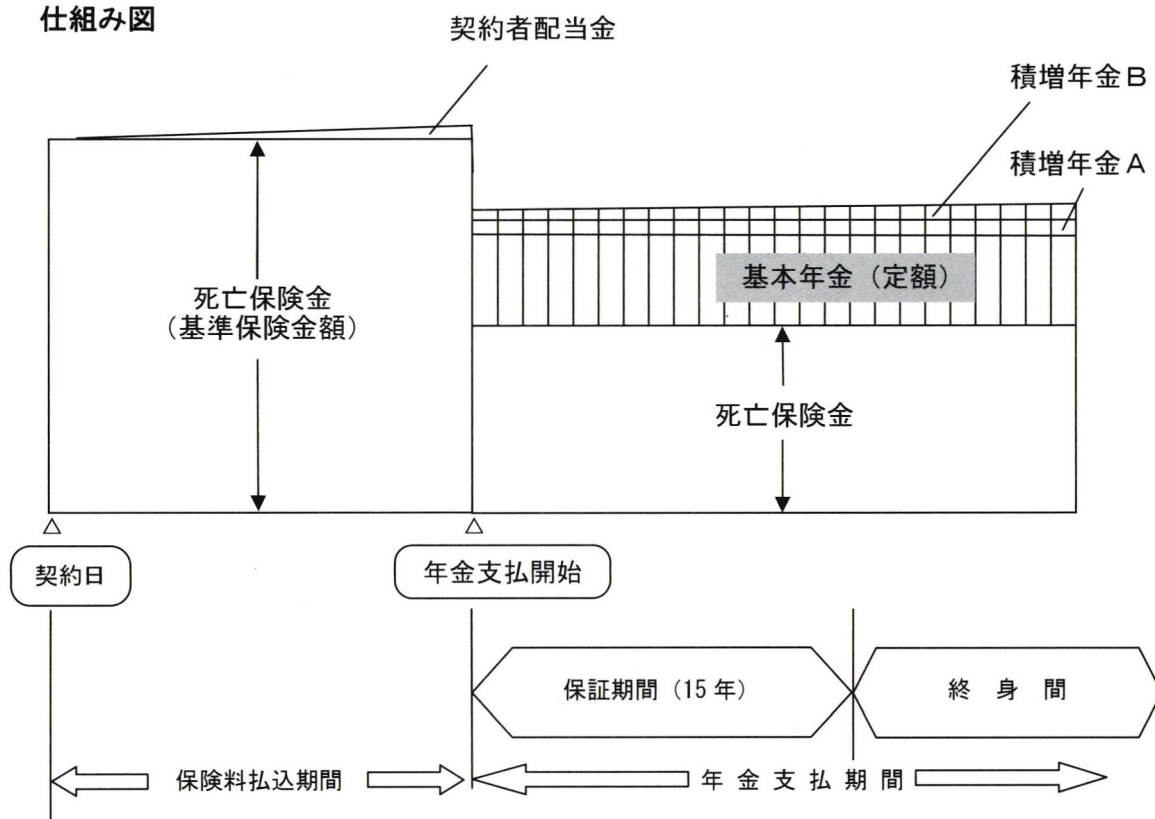 仕組み図
契約者配当金
積増年金B
積増年金A
基本年金（定額）
死亡保険金
（基準保険金額）
死亡保険金
契約日
年金支払開始
保証期間（15年）
終身間
保険料払込期間
年金支払期間